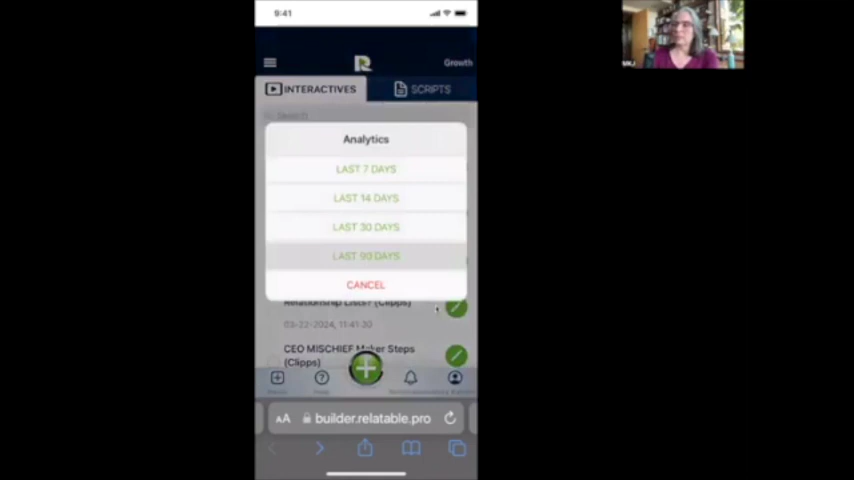 9:41
R
Growth
INTERACTIVES
SCRIPTS
Search
Analytics
LAST 7 DAYS
LAST 14 DAYS
LAST 30 DAYS
LAST 90 DAYS
CANCEL
Relationship Lists? (Clipps)
03-22-2024, 11:41:30
CEO MISCHIEF Maker Steps
(Clipps)
AA
builder.relatable.pro